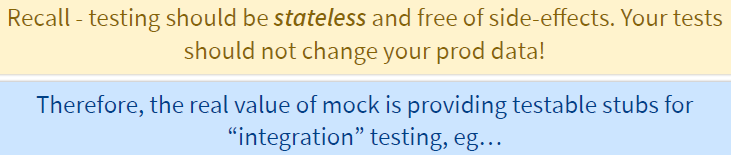 Recall - testing should be stateless and free of side-effects. Your tests
should not change your prod data!
Therefore, the real value of mock is providing testable stubs for
“integration” testing, eg…